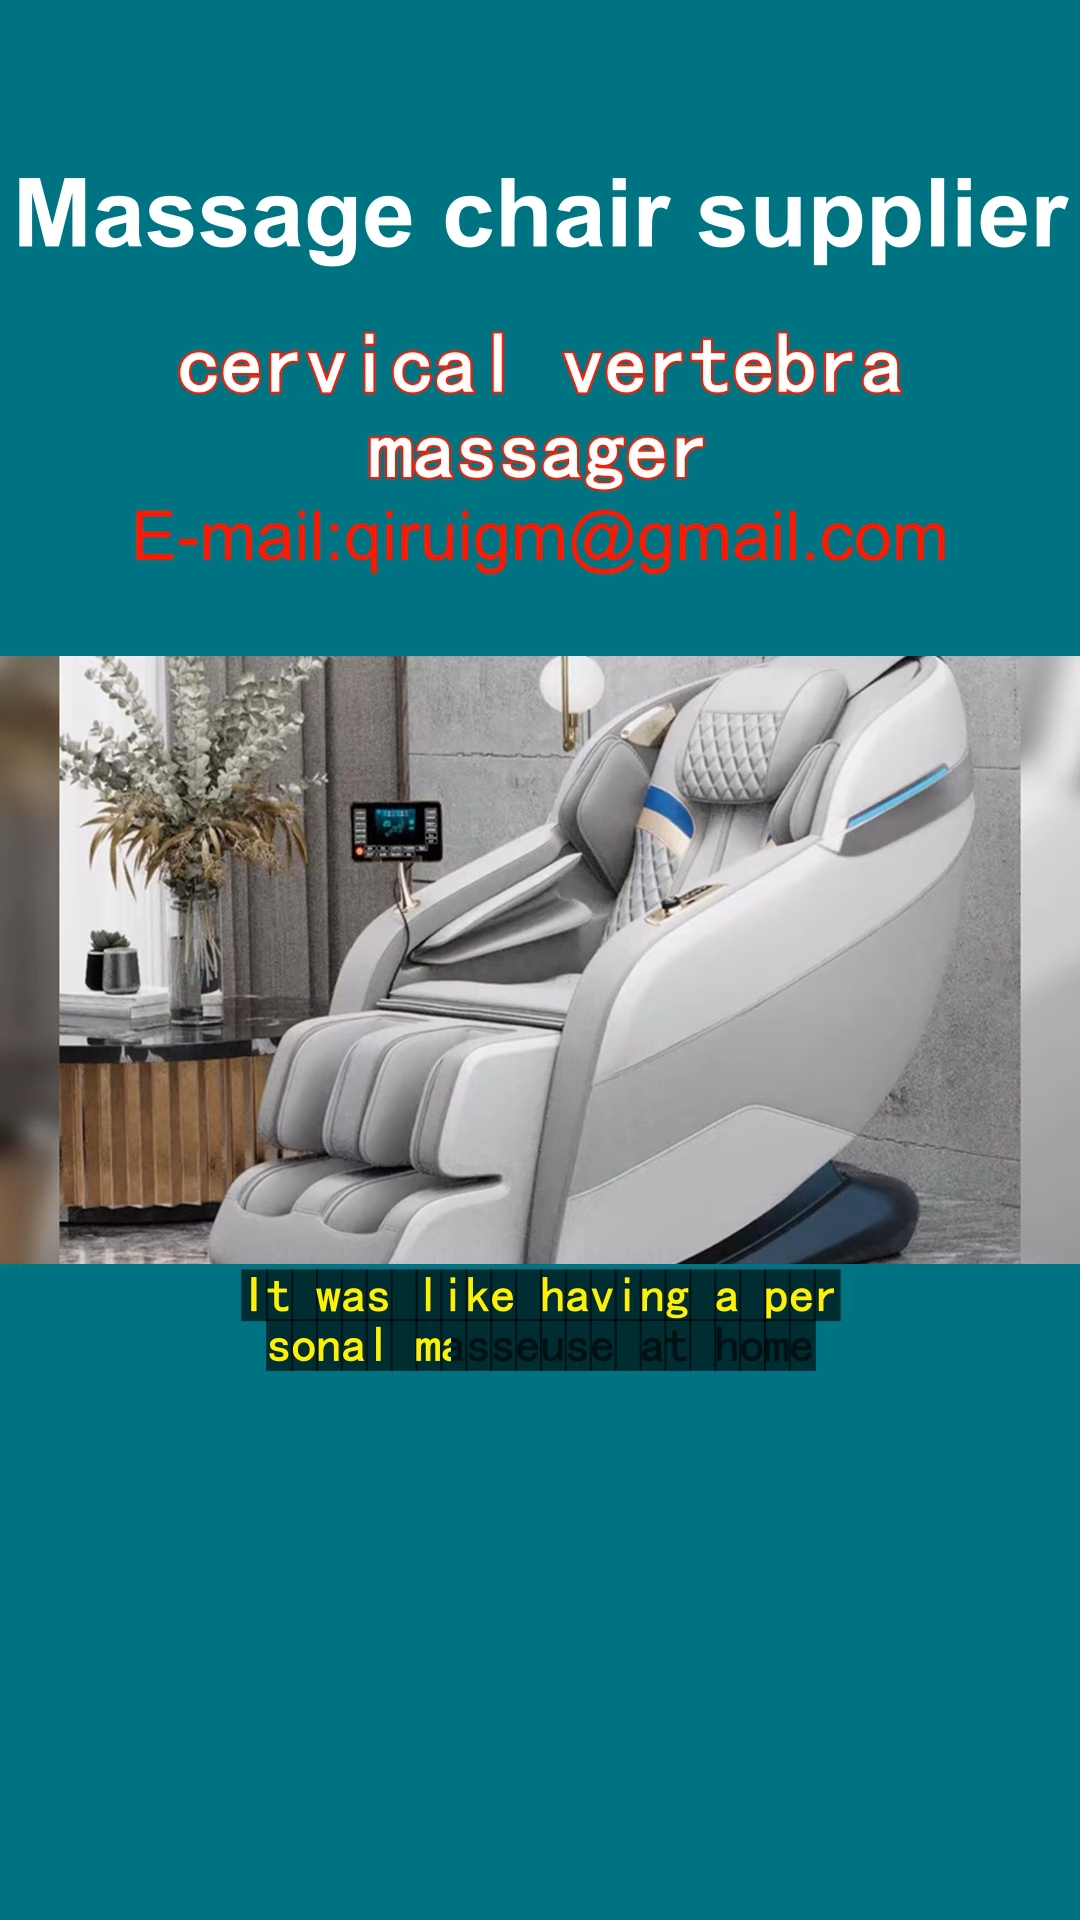 Massage chair supplier
cervical vertebra
massager
E-mail:qiruigm@gmail.com
It was like having a per
sonal masseuse at home